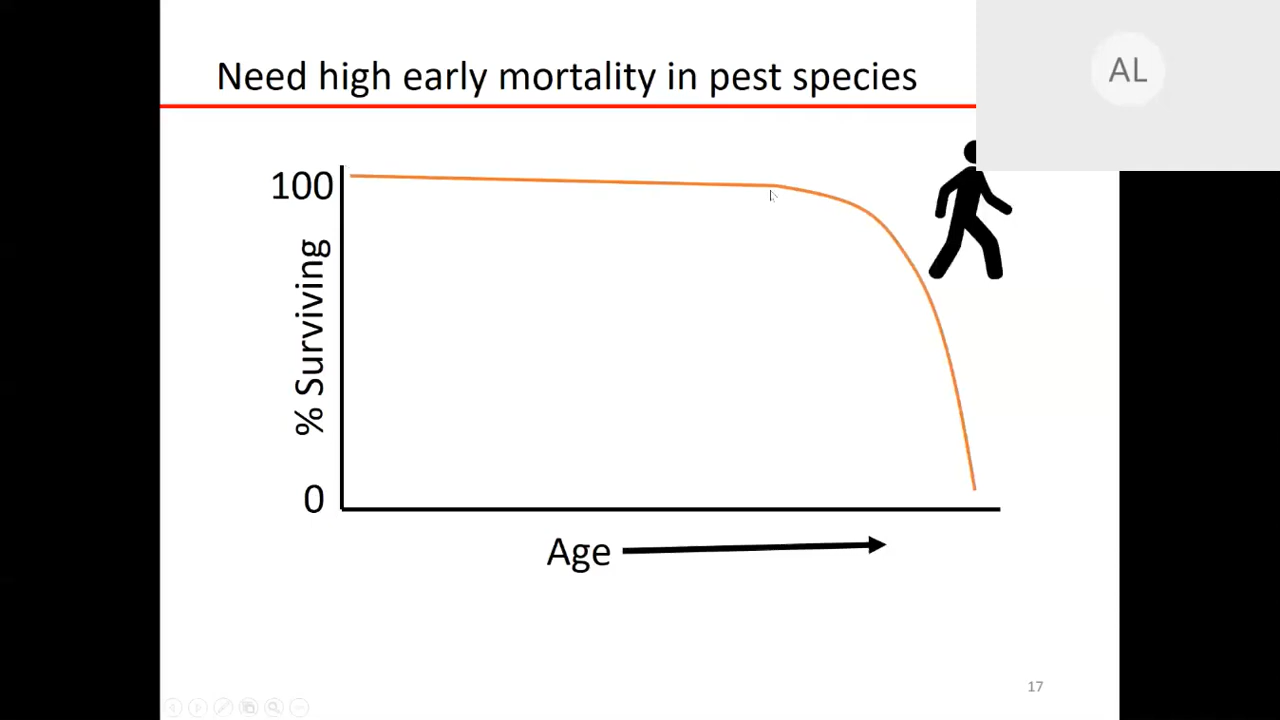 Need high early mortality in pest species
AL
100
% Surviving
0
Age
17